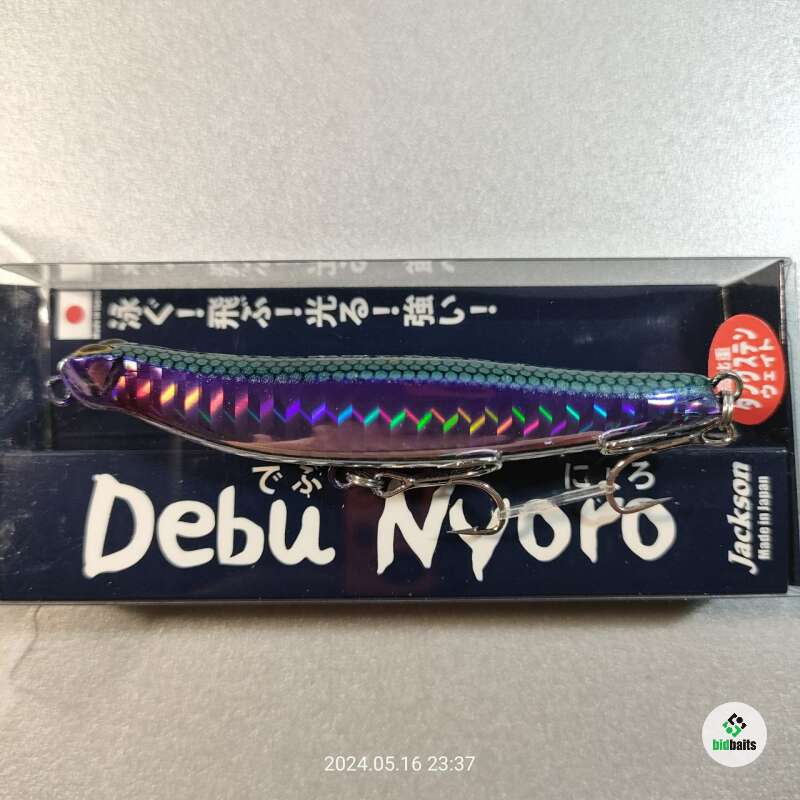 泳ぐ!飛ぶ!光る!強い!
タングステン
ウェイト
でぶ にょろ
Debu Nyoro
Jackson
Made in Japan
bidbaits
2024.05.16 23:37